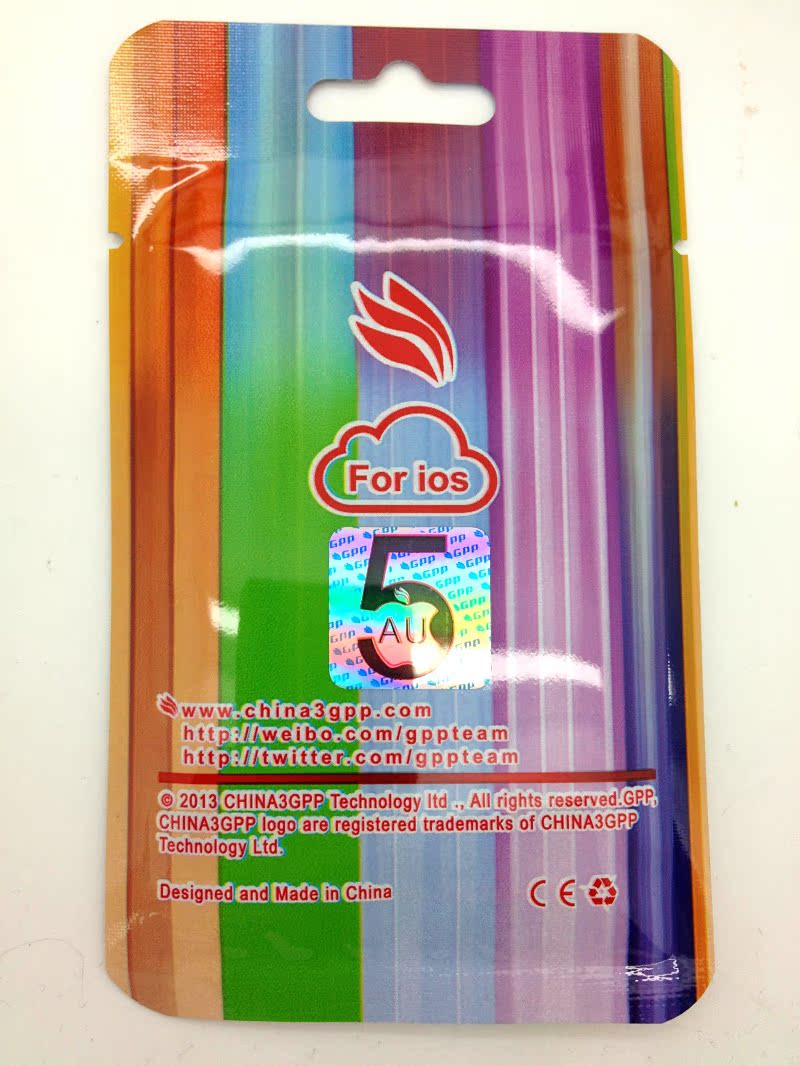 For ios
5
AU
www.china3gpp.com
http://weibo.com/gppteam
http://twitter.com/gppteam
© 2013 CHINA3GPP Technology ltd ., All rights reserved.GPP,
CHINA3GPP logo are registered trademarks of CHINA3GPP
Technology Ltd.
Designed and Made in China
CE